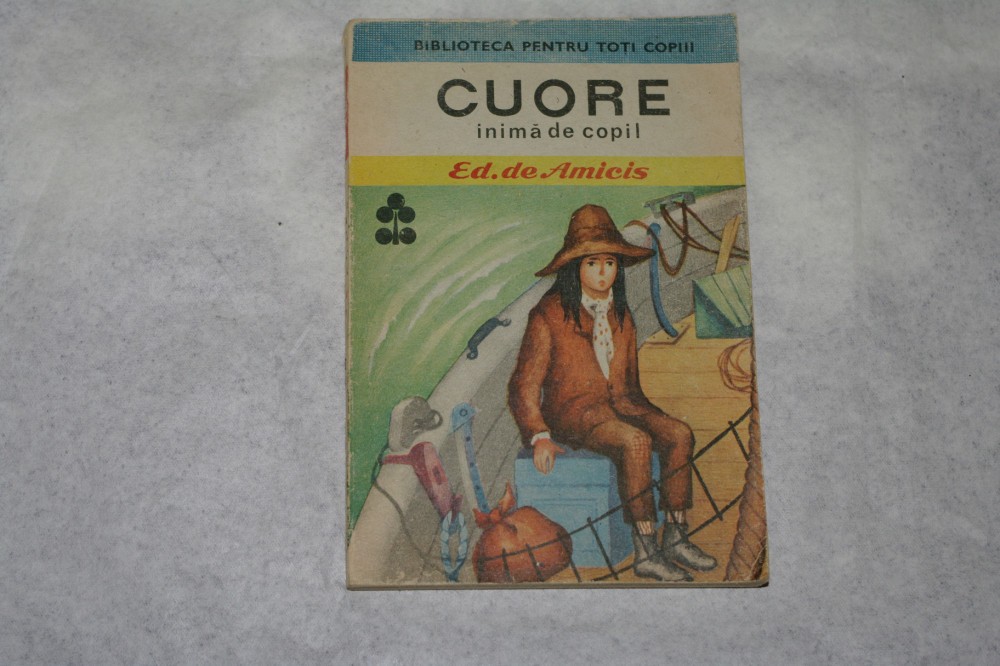 BIBLIOTECA PENTRU TOTI COPIII
CUORE
inimă de copil
Ed. de Amicis